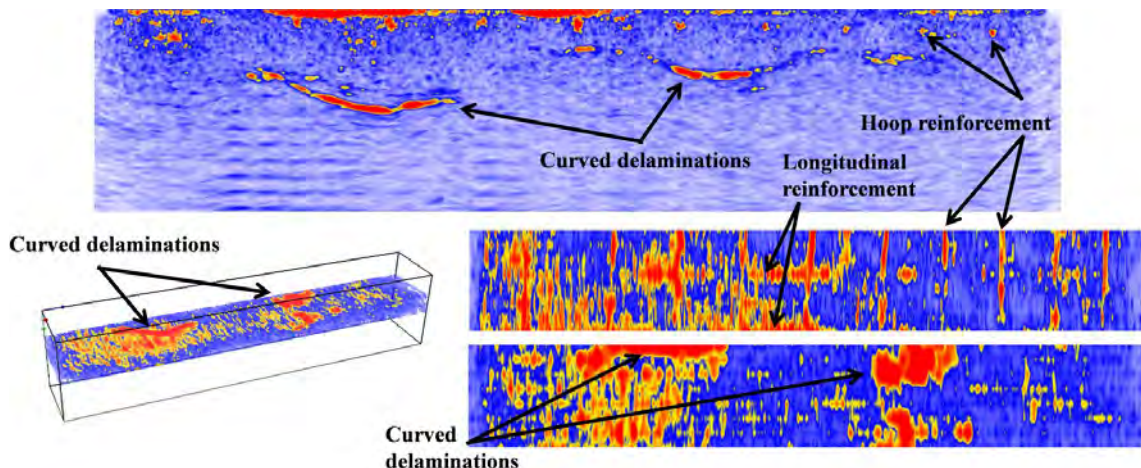 Hoop reinforcement
Curved delaminations
Longitudinal
reinforcement
Curved delaminations
Curved
delaminations